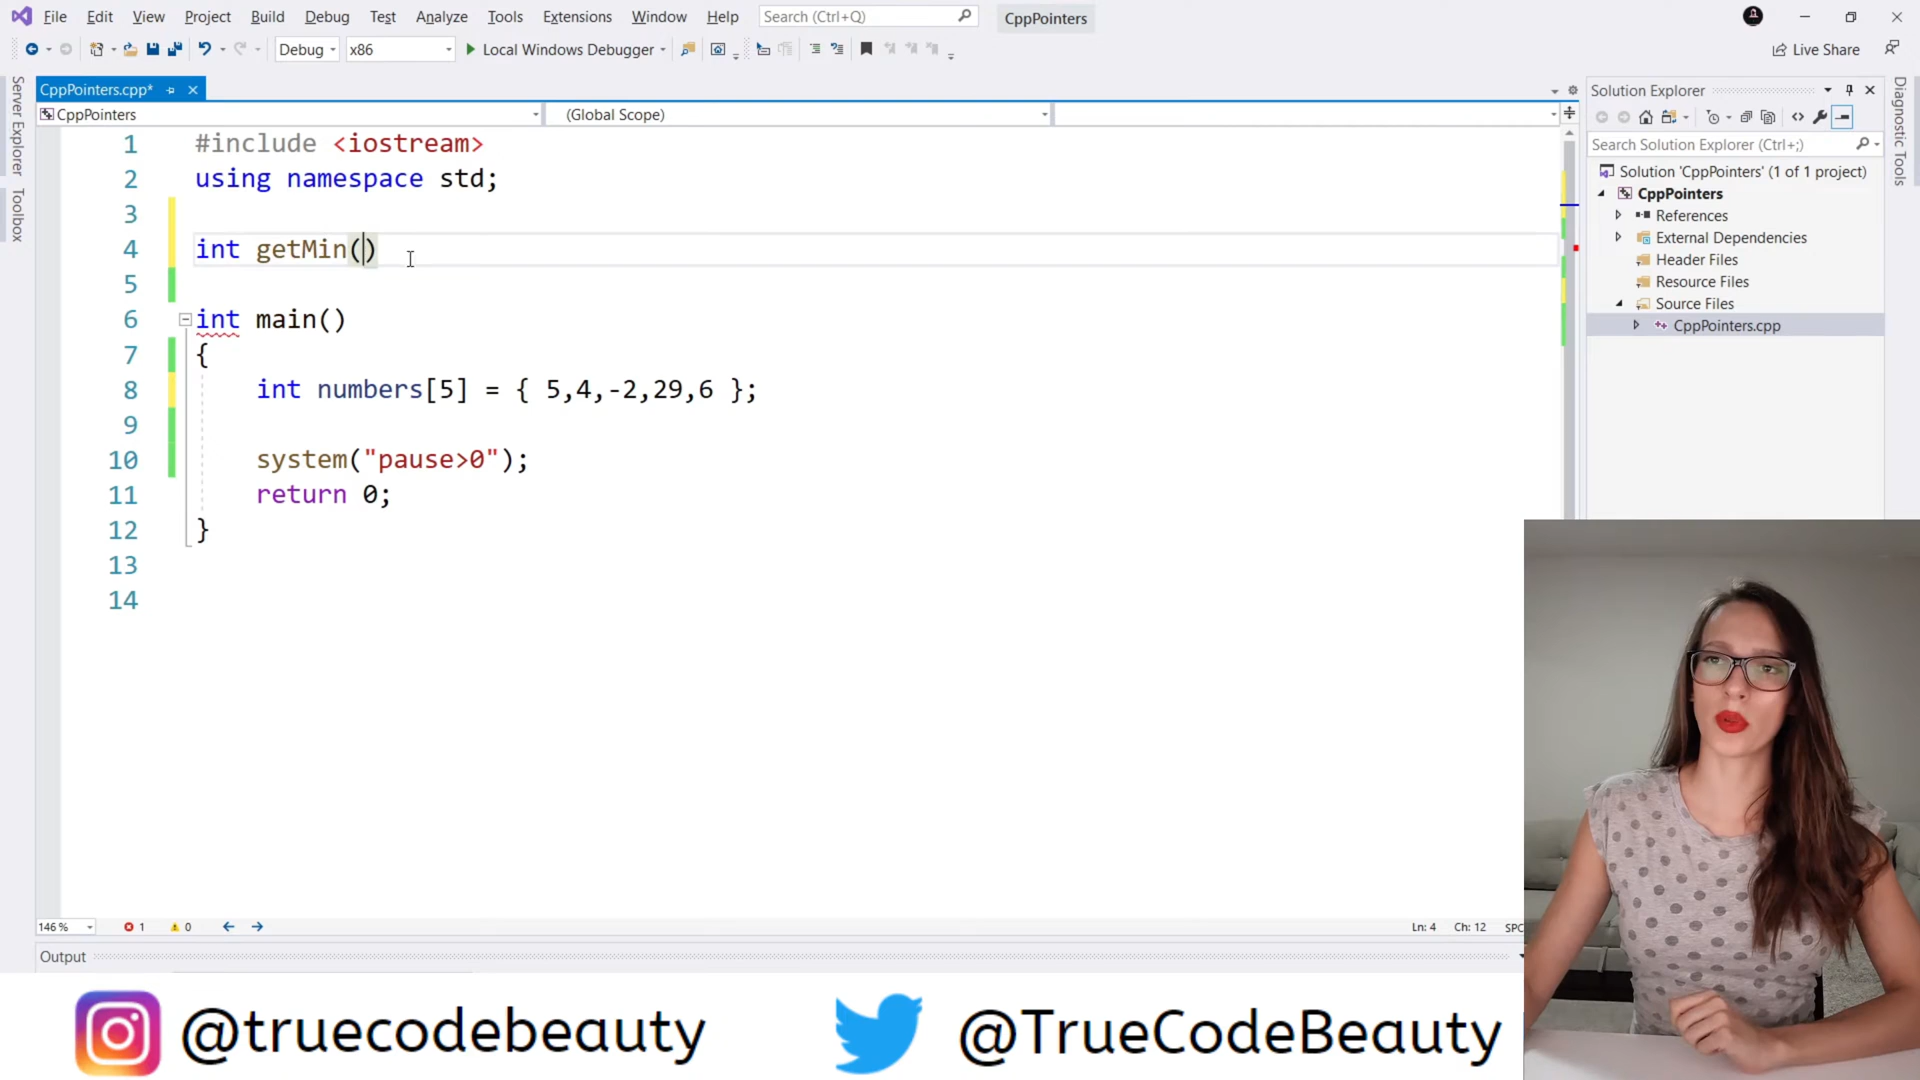 File Edit View Project Build Debug Test Analyze Tools Extensions Window Help Search (Ctrl+Q) CppPointers
Debug x86 Local Windows Debugger Live Share
Server Explorer
Toolbox
CppPointers.cpp*
CppPointers (Global Scope)
1 #include <iostream>
2 using namespace std;
3
4 int getMin()
5
6 int main()
7 {
8 int numbers[5] = { 5,4,-2,29,6 };
9
10 system("pause>0");
11 return 0;
12 }
13
14
146 % 1 0 Ln: 4 Ch: 12 SPC
Output
Solution Explorer
Search Solution Explorer (Ctrl+;)
Solution 'CppPointers' (1 of 1 project)
CppPointers
References
External Dependencies
Header Files
Resource Files
Source Files
CppPointers.cpp
Diagnostic Tools
@truecodebeauty @TrueCodeBeauty